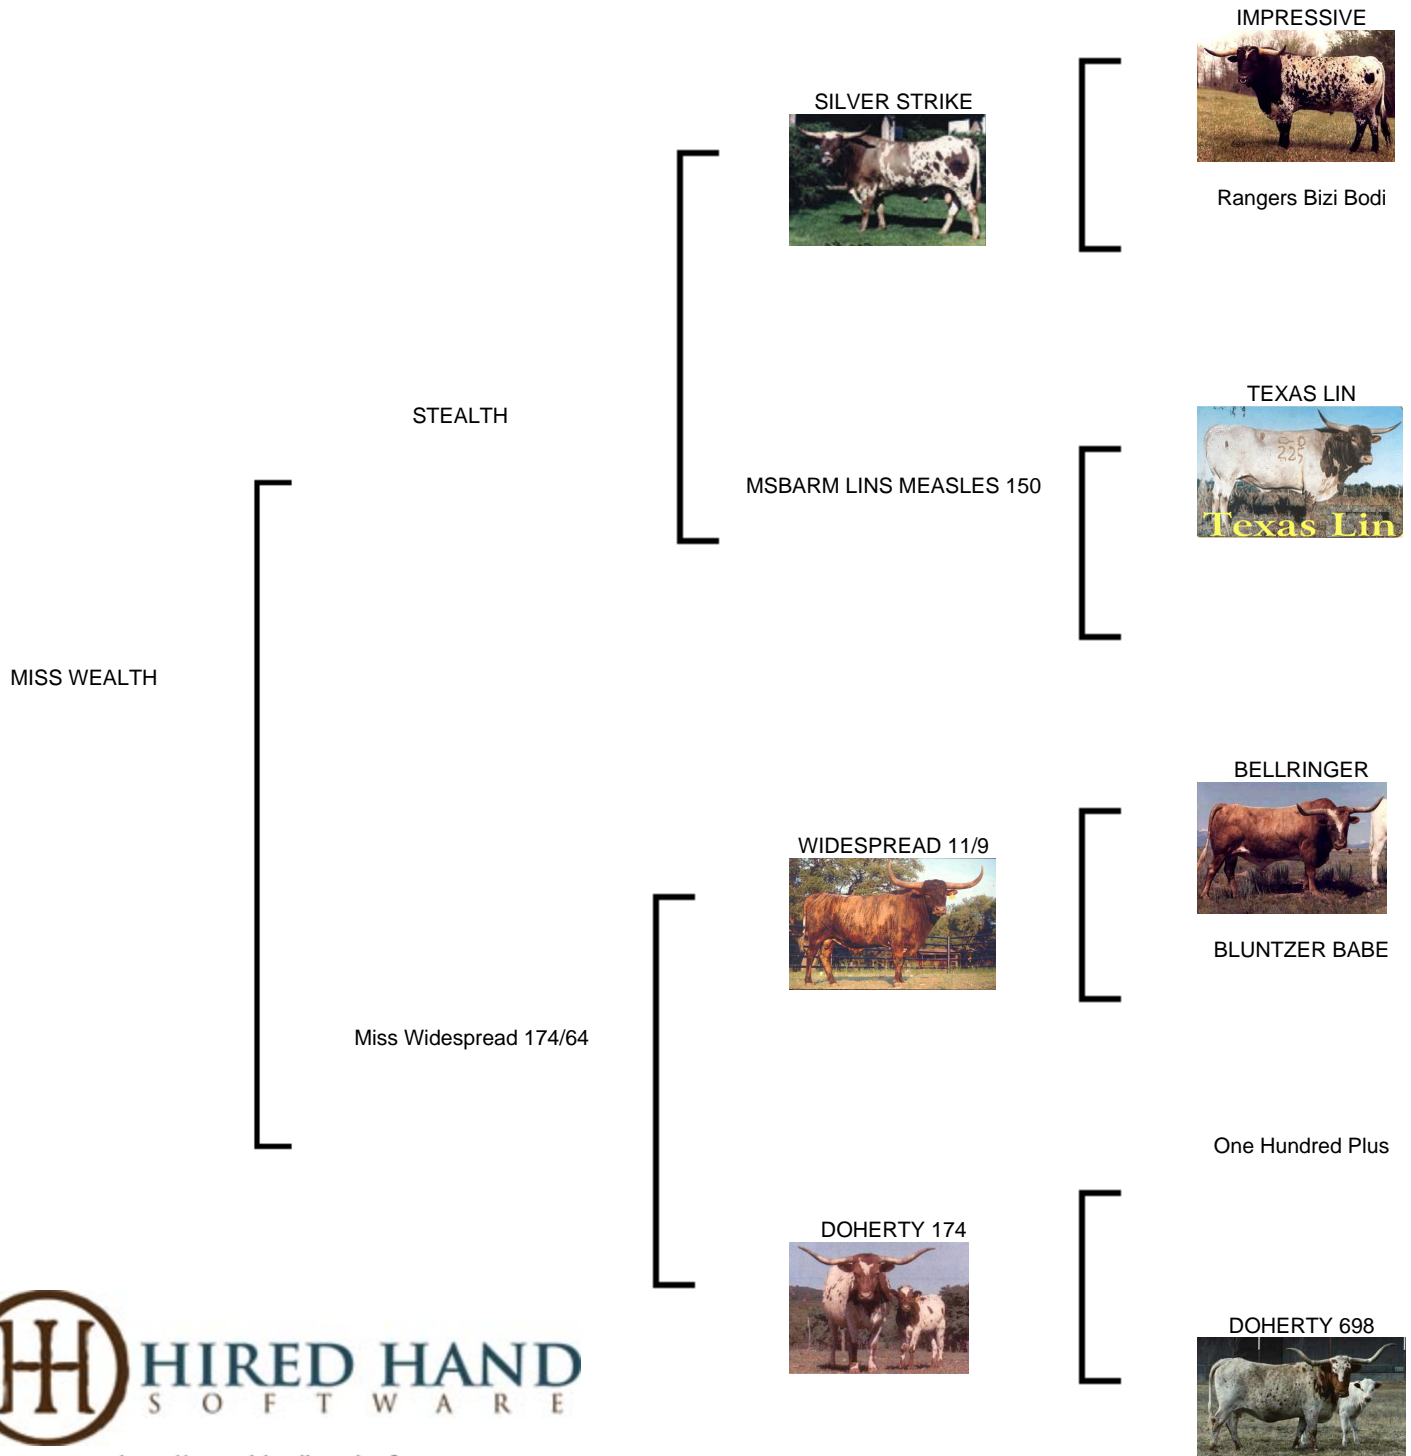 IMPRESSIVE
SILVER STRIKE
Rangers Bizi Bodi
STEALTH
TEXAS LIN
MSBARM LINS MEASLES 150
225
Texas Lin
MISS WEALTH
BELLRINGER
WIDESPREAD 11/9
BLUNTZER BABE
Miss Widespread 174/64
One Hundred Plus
DOHERTY 174
DOHERTY 698
HIRED HAND
SOFTWARE